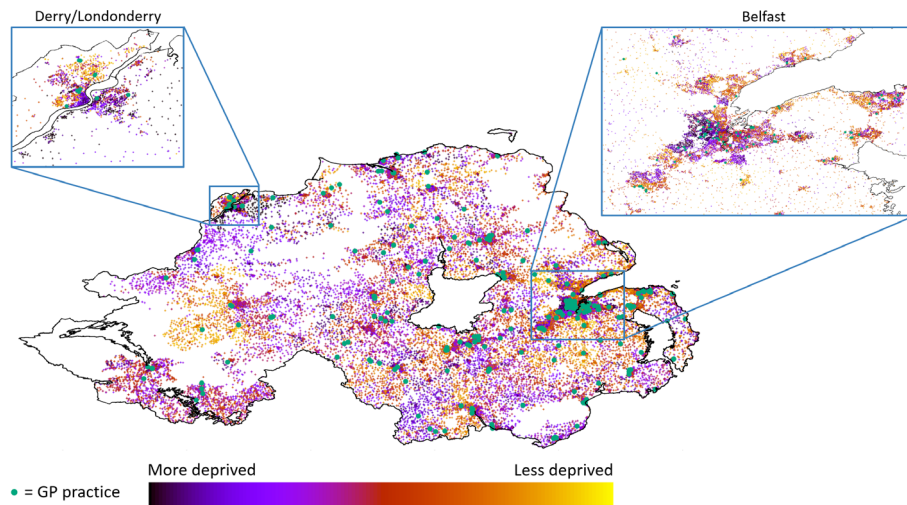 Derry/Londonderry
Belfast
More deprived
Less deprived
= GP practice